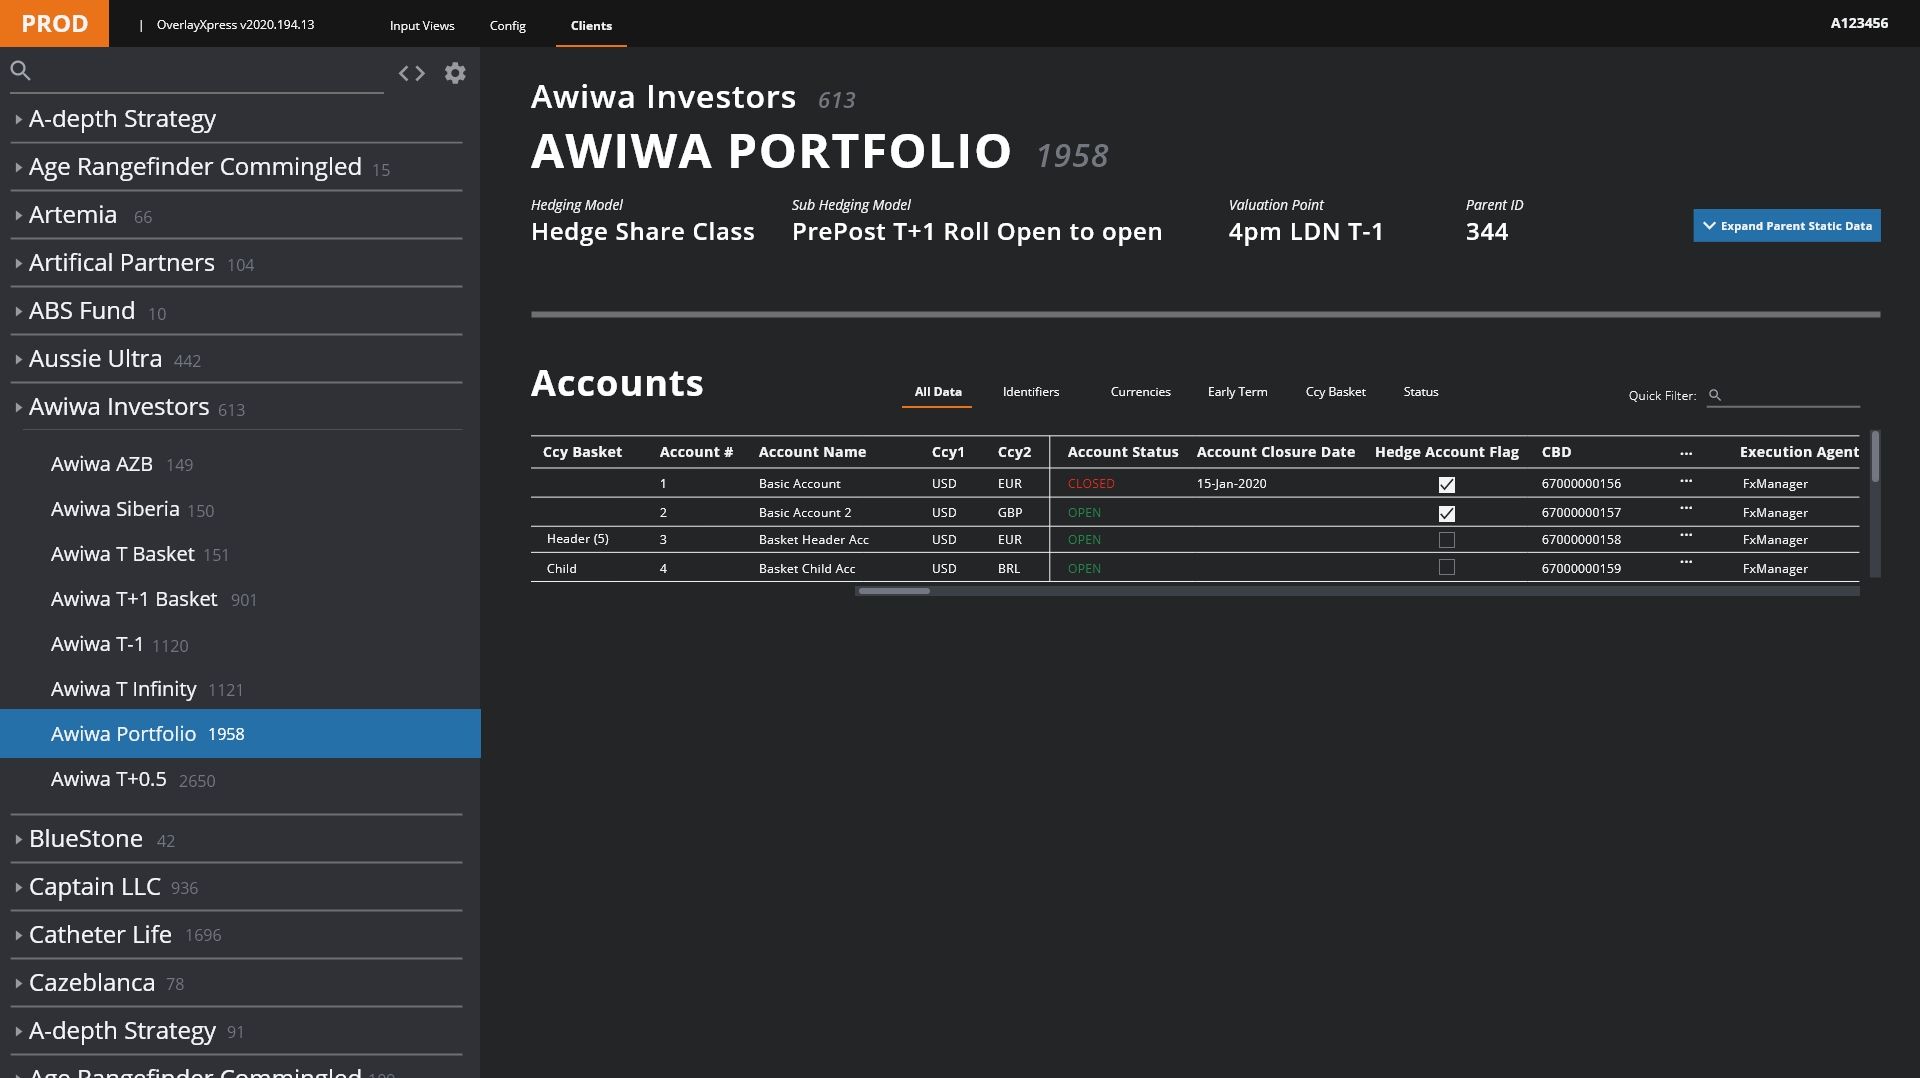 PROD | OverlayXpress v2020.194.13 Input Views Config Clients A123456
A-depth Strategy
Age Rangefinder Commingled 15
Artemia 66
Artifical Partners 104
ABS Fund 10
Aussie Ultra 442
Awiwa Investors 613
Awiwa AZB 149
Awiwa Siberia 150
Awiwa T Basket 151
Awiwa T+1 Basket 901
Awiwa T-1 1120
Awiwa T Infinity 1121
Awiwa Portfolio 1958
Awiwa T+0.5 2650
BlueStone 42
Captain LLC 936
Catheter Life 1696
Cazeblanca 78
A-depth Strategy 91
Age Rangefinder Commingled
Awiwa Investors 613
AWIWA PORTFOLIO 1958
Hedging Model Sub Hedging Model Valuation Point Parent ID
Hedge Share Class PrePost T+1 Roll Open to open 4pm LDN T-1 344
Expand Parent Static Data
Accounts All Data Identifiers Currencies Early Term Ccy Basket Status Quick Filter:
Ccy Basket Account # Account Name Ccy1 Ccy2 Account Status Account Closure Date Hedge Account Flag CBD ... Execution Agent
1 Basic Account USD EUR CLOSED 15-Jan-2020 67000000156 ... FxManager
2 Basic Account 2 USD GBP OPEN 67000000157 ... FxManager
Header (5) 3 Basket Header Acc USD EUR OPEN 67000000158 ... FxManager
Child 4 Basket Child Acc USD BRL OPEN 67000000159 ... FxManager